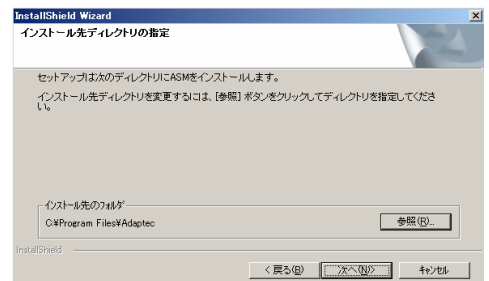 InstallShield Wizard
インストール先ディレクトリの指定
セットアップは次のディレクトリにASMをインストールします。
インストール先ディレクトリを変更するには、[参照] ボタンをクリックしてディレクトリを指定してくださ
い。
インストール先のフォルダ
C:¥Program Files¥Adaptec
参照(R)...
InstallShield
< 戻る(B)
次へ(N)>
キャンセル